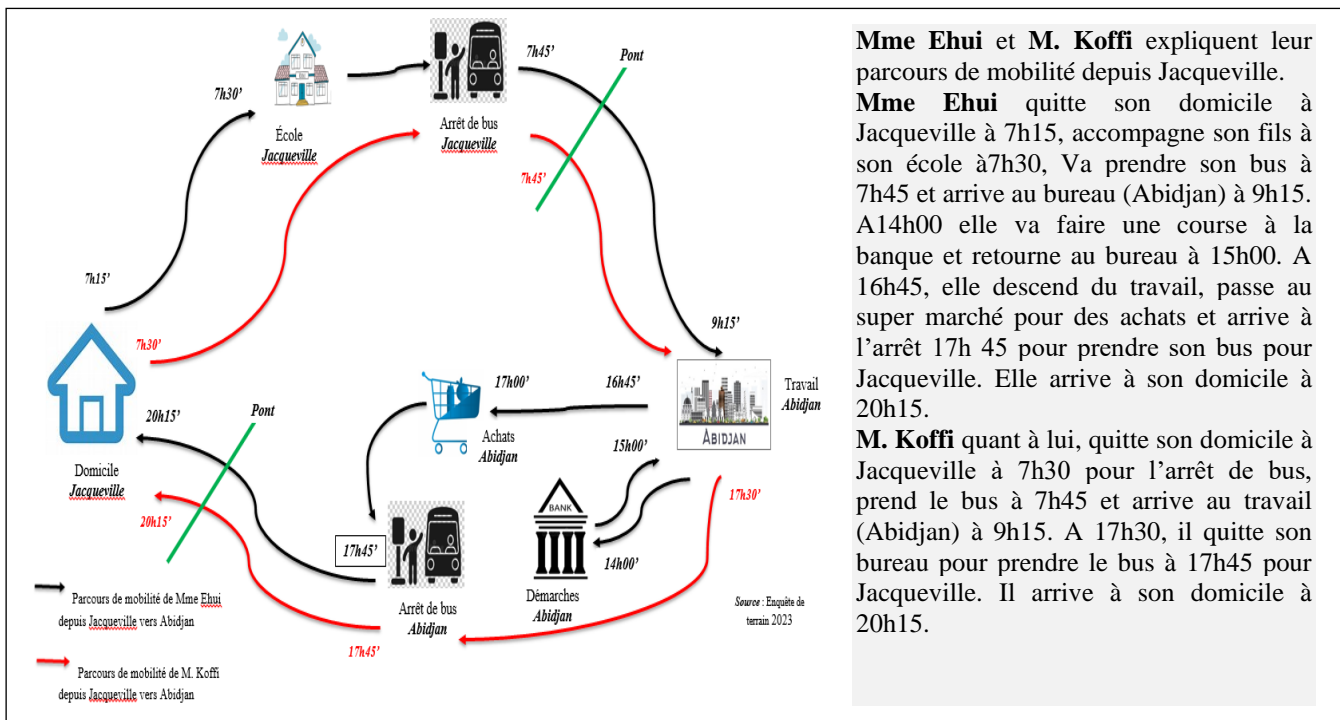 7h45'
Pont
7h30'
École
Jacqueville
Arrêt de bus
Jacqueville
7h45'
7h15'
7h30'
9h15'
Travail
Abidjan
ABIDJAN
17h00'
16h45'
Achats
Abidjan
20h15'
Pont
Domicile
Jacqueville
15h00'
BANK
17h30'
20h15'
17h45'
14h00'
Arrêt de bus
Abidjan
Démarches
Abidjan
Source : Enquête de
terrain 2023
17h45'
Parcours de mobilité de Mme Ehui
depuis Jacqueville vers Abidjan
Parcours de mobilité de M. Koffi
depuis Jacqueville vers Abidjan
Mme Ehui et M. Koffi expliquent leur
parcours de mobilité depuis Jacqueville.
Mme Ehui quitte son domicile à
Jacqueville à 7h15, accompagne son fils à
son école à7h30, Va prendre son bus à
7h45 et arrive au bureau (Abidjan) à 9h15.
A14h00 elle va faire une course à la
banque et retourne au bureau à 15h00. A
16h45, elle descend du travail, passe au
super marché pour des achats et arrive à
l'arrêt 17h 45 pour prendre son bus pour
Jacqueville. Elle arrive à son domicile à
20h15.
M. Koffi quant à lui, quitte son domicile à
Jacqueville à 7h30 pour l'arrêt de bus,
prend le bus à 7h45 et arrive au travail
(Abidjan) à 9h15. A 17h30, il quitte son
bureau pour prendre le bus à 17h45 pour
Jacqueville. Il arrive à son domicile à
20h15.